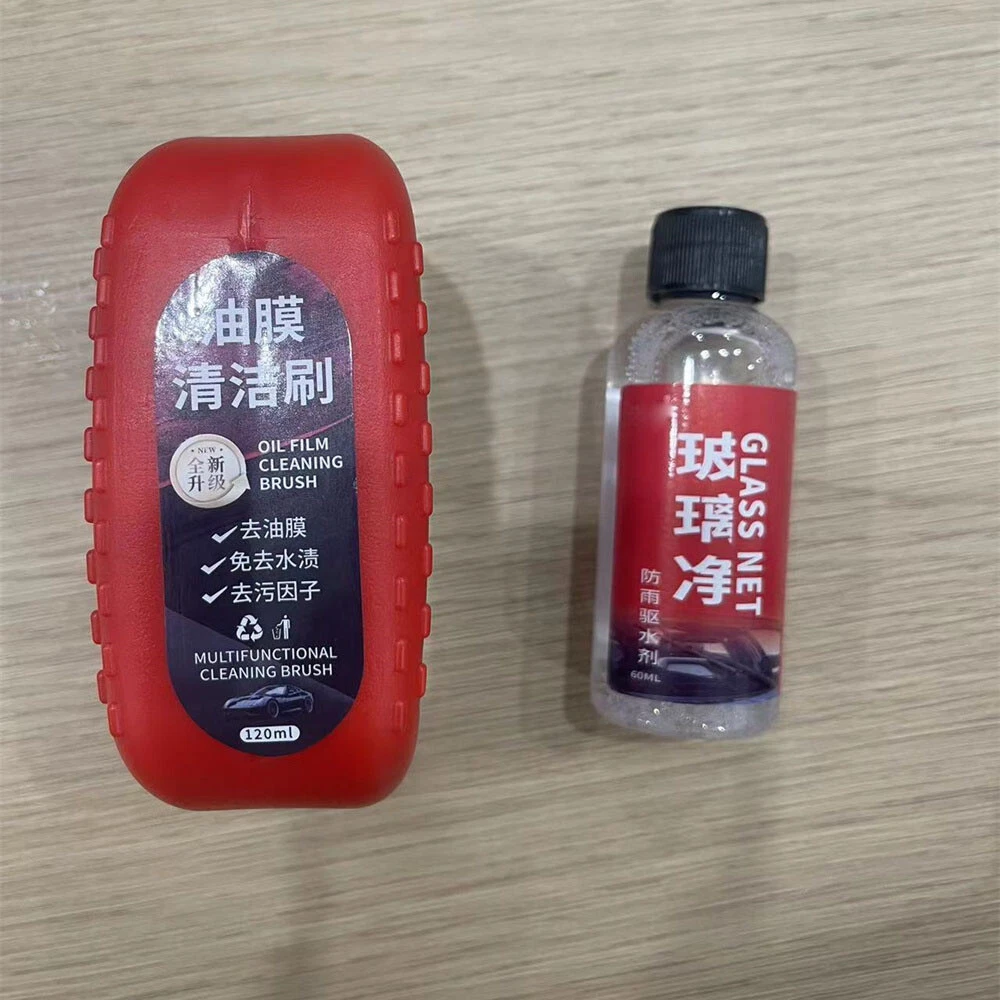 油膜
清洁刷
NEW
全新
升级
OIL FILM
CLEANING
BRUSH
去油膜
免去水渍
去污因子
MULTIFUNCTIONAL
CLEANING BRUSH
120ml
玻璃净
GLASS NET
防雨驱水剂
60ML